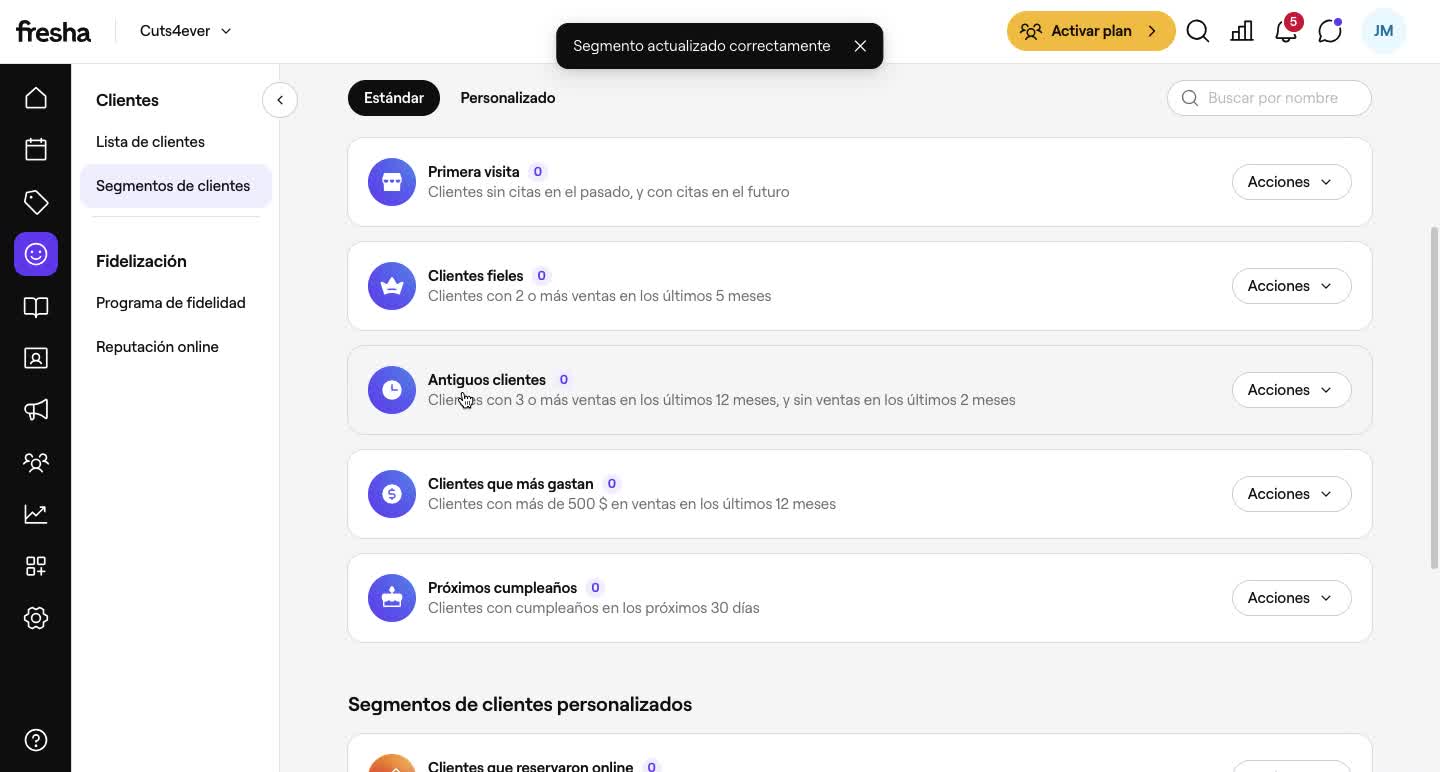 fresha
Cuts4ever
Segmento actualizado correctamente
Activar plan
5
JM
Clientes
Lista de clientes
Segmentos de clientes
Fidelización
Programa de fidelidad
Reputación online
Estándar
Personalizado
Buscar por nombre
Primera visita 0
Clientes sin citas en el pasado, y con citas en el futuro
Acciones
Clientes fieles 0
Clientes con 2 o más ventas en los últimos 5 meses
Acciones
Antiguos clientes 0
Clientes con 3 o más ventas en los últimos 12 meses, y sin ventas en los últimos 2 meses
Acciones
Clientes que más gastan 0
Clientes con más de 500 $ en ventas en los últimos 12 meses
Acciones
Próximos cumpleaños 0
Clientes con cumpleaños en los próximos 30 días
Acciones
Segmentos de clientes personalizados
Clientes que reservaron online 0